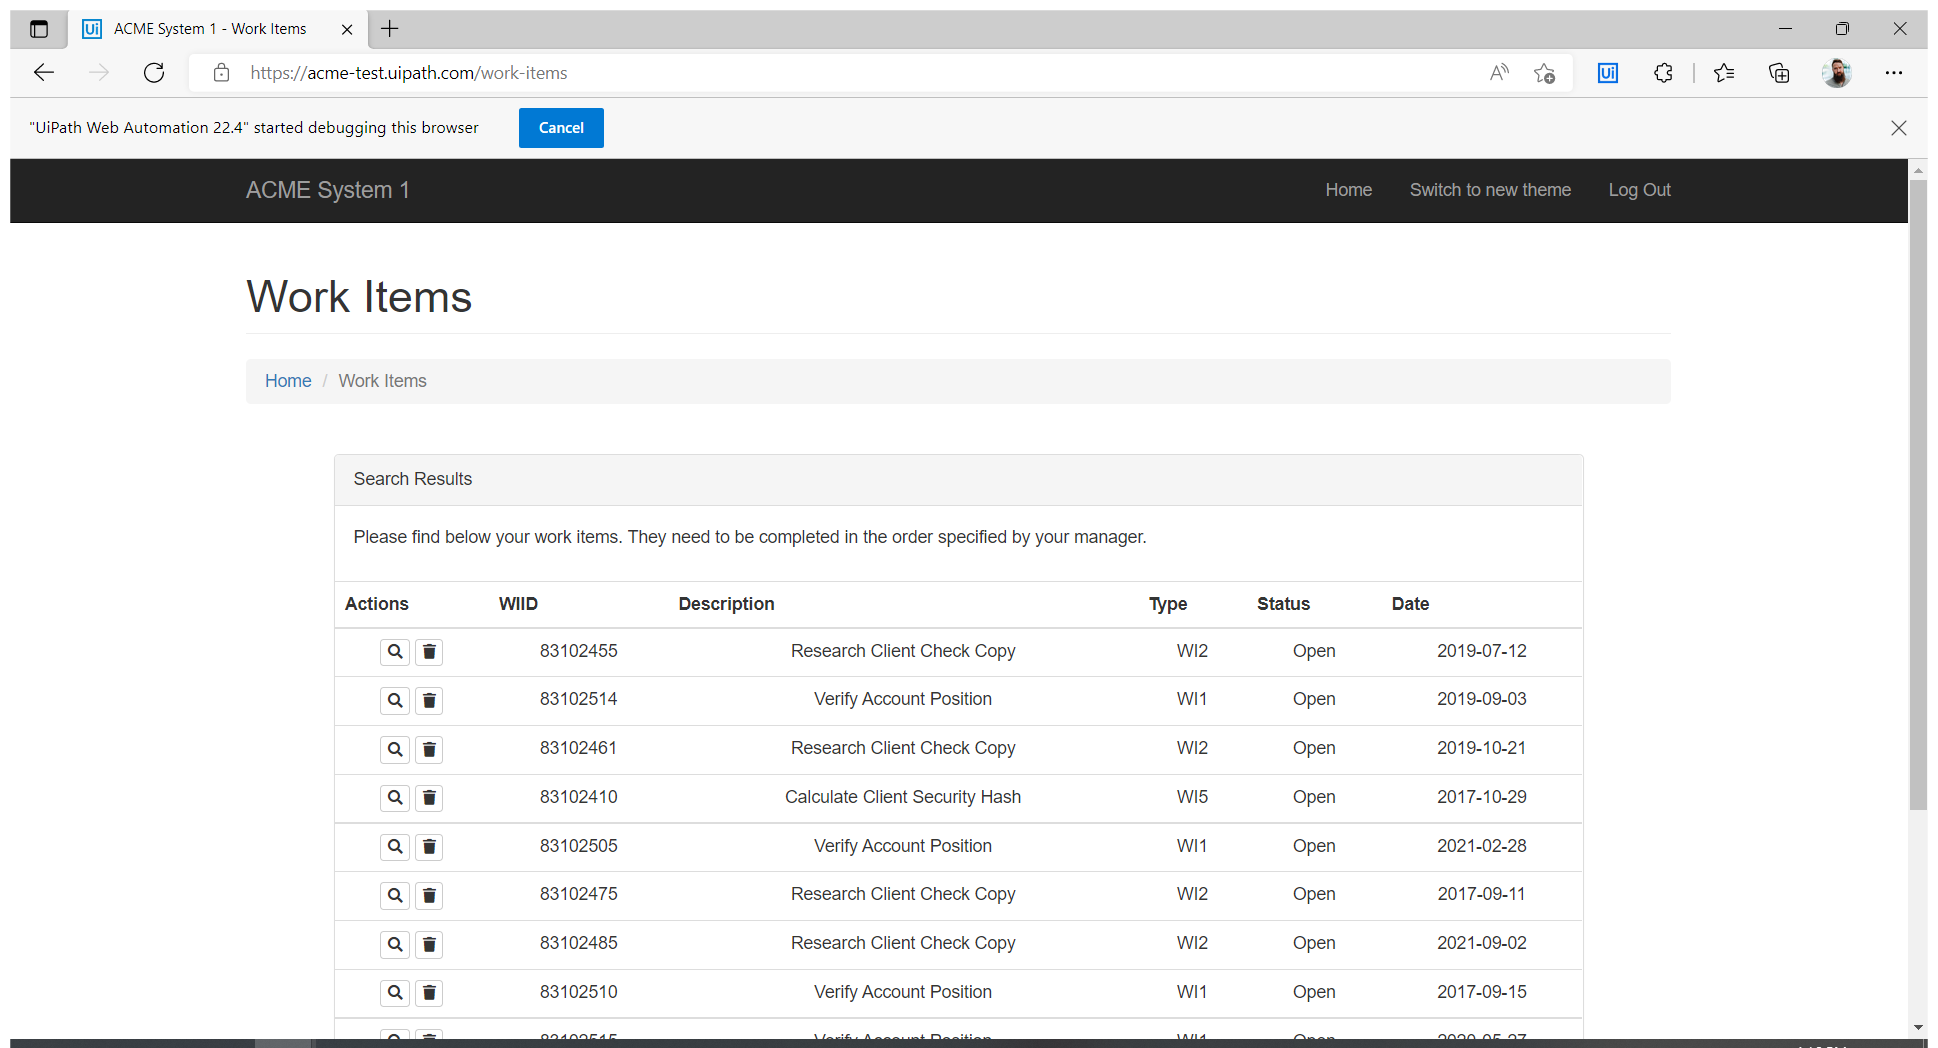 ACME System 1 - Work Items
https://acme-test.uipath.com/work-items
"UiPath Web Automation 22.4" started debugging this browser Cancel
ACME System 1 Home Switch to new theme Log Out
Work Items
Home / Work Items
Search Results
Please find below your work items. They need to be completed in the order specified by your manager.
Actions WIID Description Type Status Date
83102455 Research Client Check Copy WI2 Open 2019-07-12
83102514 Verify Account Position WI1 Open 2019-09-03
83102461 Research Client Check Copy WI2 Open 2019-10-21
83102410 Calculate Client Security Hash WI5 Open 2017-10-29
83102505 Verify Account Position WI1 Open 2021-02-28
83102475 Research Client Check Copy WI2 Open 2017-09-11
83102485 Research Client Check Copy WI2 Open 2021-09-02
83102510 Verify Account Position WI1 Open 2017-09-15